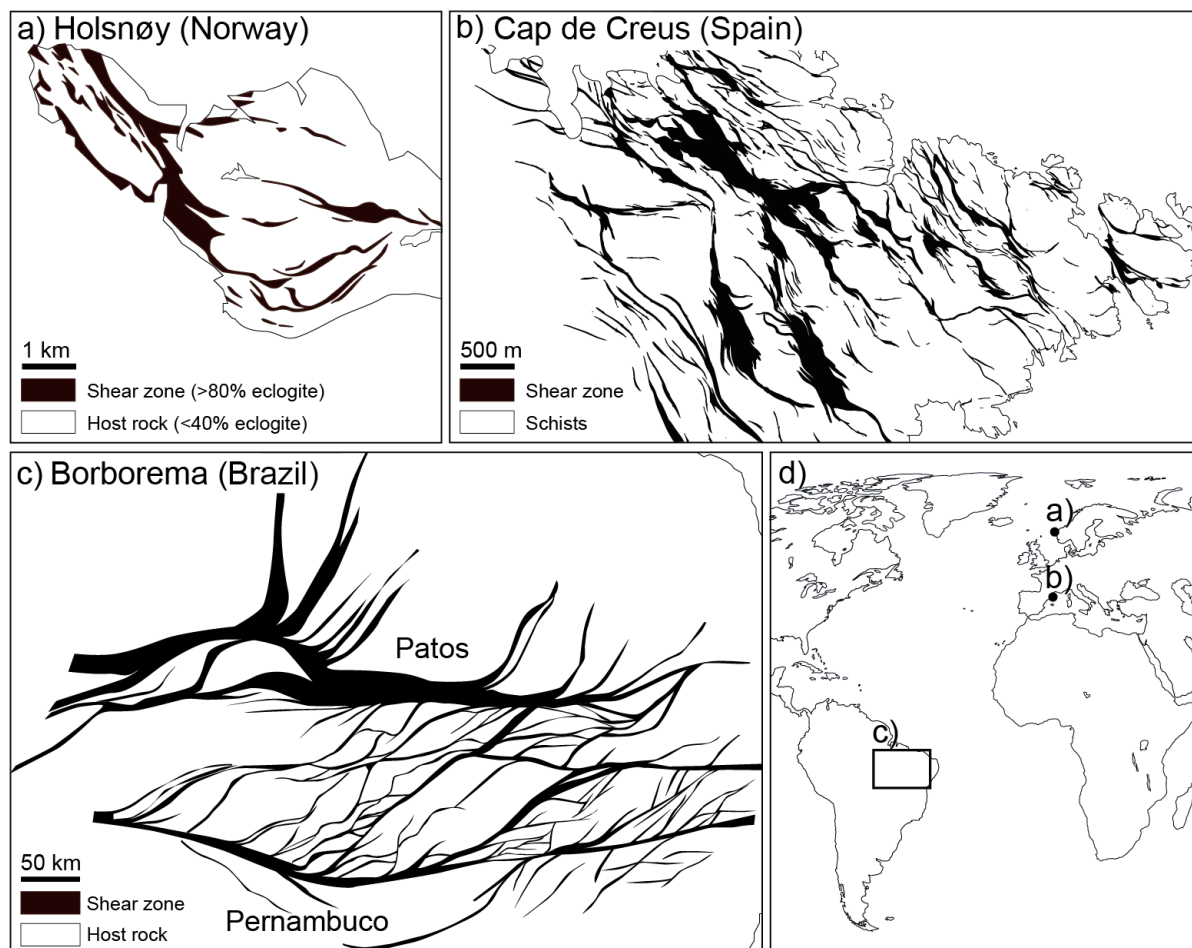 a) Holsnøy (Norway)
1 km
Shear zone (>80% eclogite)
Host rock (<40% eclogite)
b) Cap de Creus (Spain)
500 m
Shear zone
Schists
c) Borborema (Brazil)
Patos
50 km
Shear zone
Host rock
Pernambuco
d)
a)
b)
c)